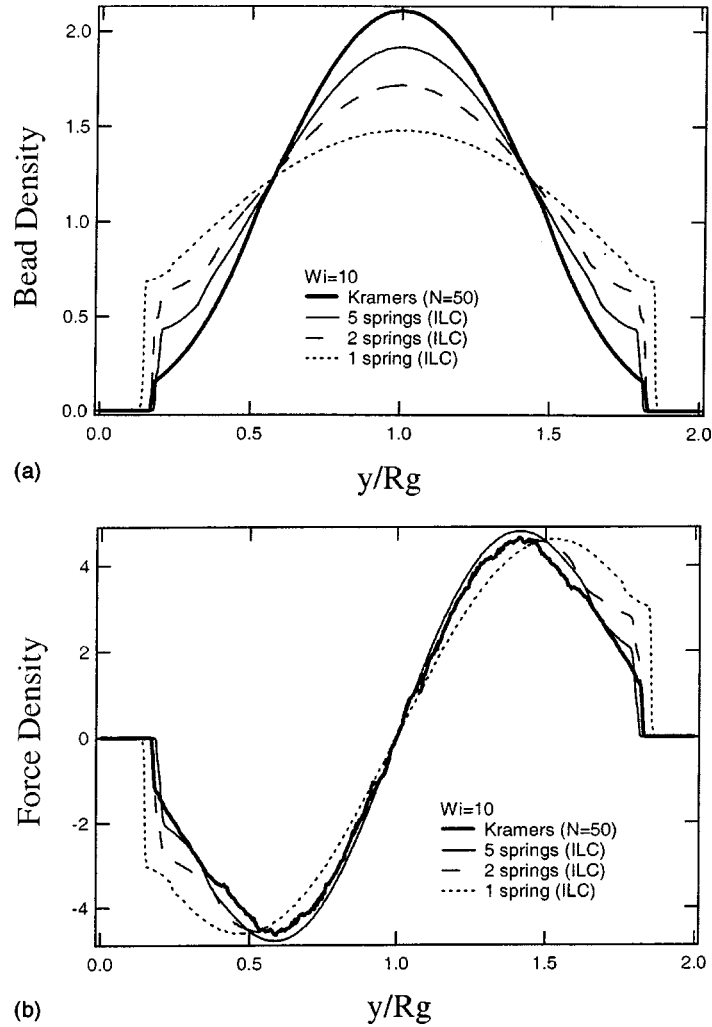 2.0
1.5
1.0
0.5
0.0
Bead Density
Wi=10
Kramers (N=50)
5 springs (ILC)
2 springs (ILC)
1 spring (ILC)
0.0 0.5 1.0 1.5 2.0
(a)
y/Rg
4
2
0
-2
-4
Force Density
Wi=10
Kramers (N=50)
5 springs (ILC)
2 springs (ILC)
1 spring (ILC)
0.0 0.5 1.0 1.5 2.0
(b)
y/Rg